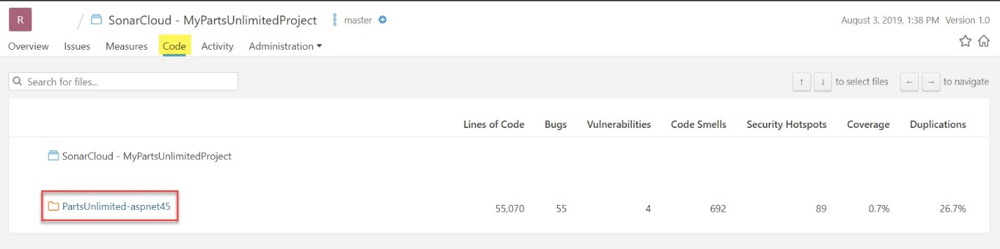 R / SonarCloud - MyPartsUnlimitedProject master August 3, 2019, 1:38 PM Version 1.0
Overview Issues Measures Code Activity Administration
Search for files... ↑ ↓ to select files ← → to navigate
Lines of Code Bugs Vulnerabilities Code Smells Security Hotspots Coverage Duplications
SonarCloud - MyPartsUnlimitedProject
PartsUnlimited-aspnet45 55,070 55 4 692 89 0.7% 26.7%